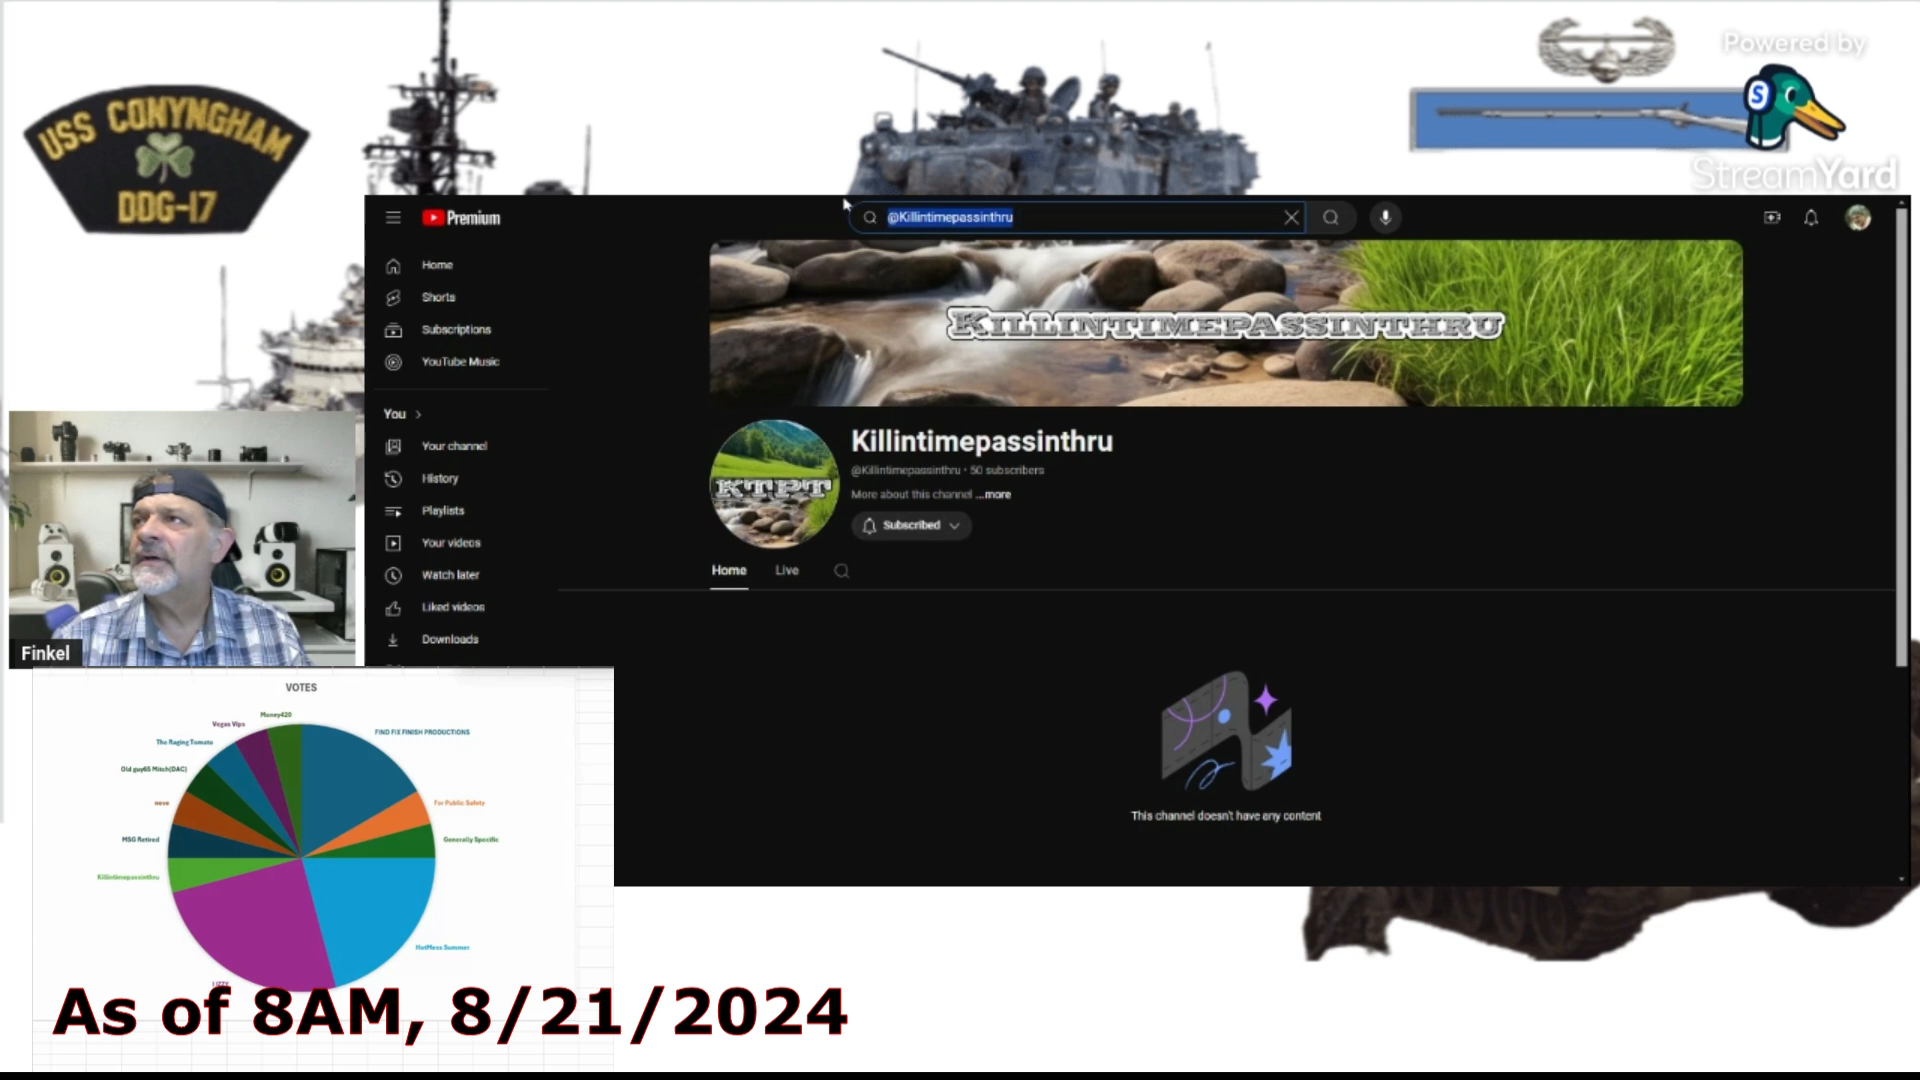 Powered by
StreamYard
USS CONYNGHAM
DDG-17
Premium
@Killintimepassinthru
Home
Shorts
Subscriptions
YouTube Music
You
Your channel
History
Playlists
Your videos
Watch later
Liked videos
Downloads
KILLINTIMEPASSINTHRU
KTPT
Killintimepassinthru
@Killintimepassinthru • 50 subscribers
More about this channel ...more
Subscribed
Home
Live
This channel doesn't have any content
Finkel
VOTES
Money420
Vegas Vips
FIND FIX FINISH PRODUCTIONS
The Raging Tomato
Old guy65 Mitch(DAC)
neve
For Public Safety
MSG Retired
Generally Specific
Killintimepassinthru
HotMess Summer
As of 8AM, 8/21/2024